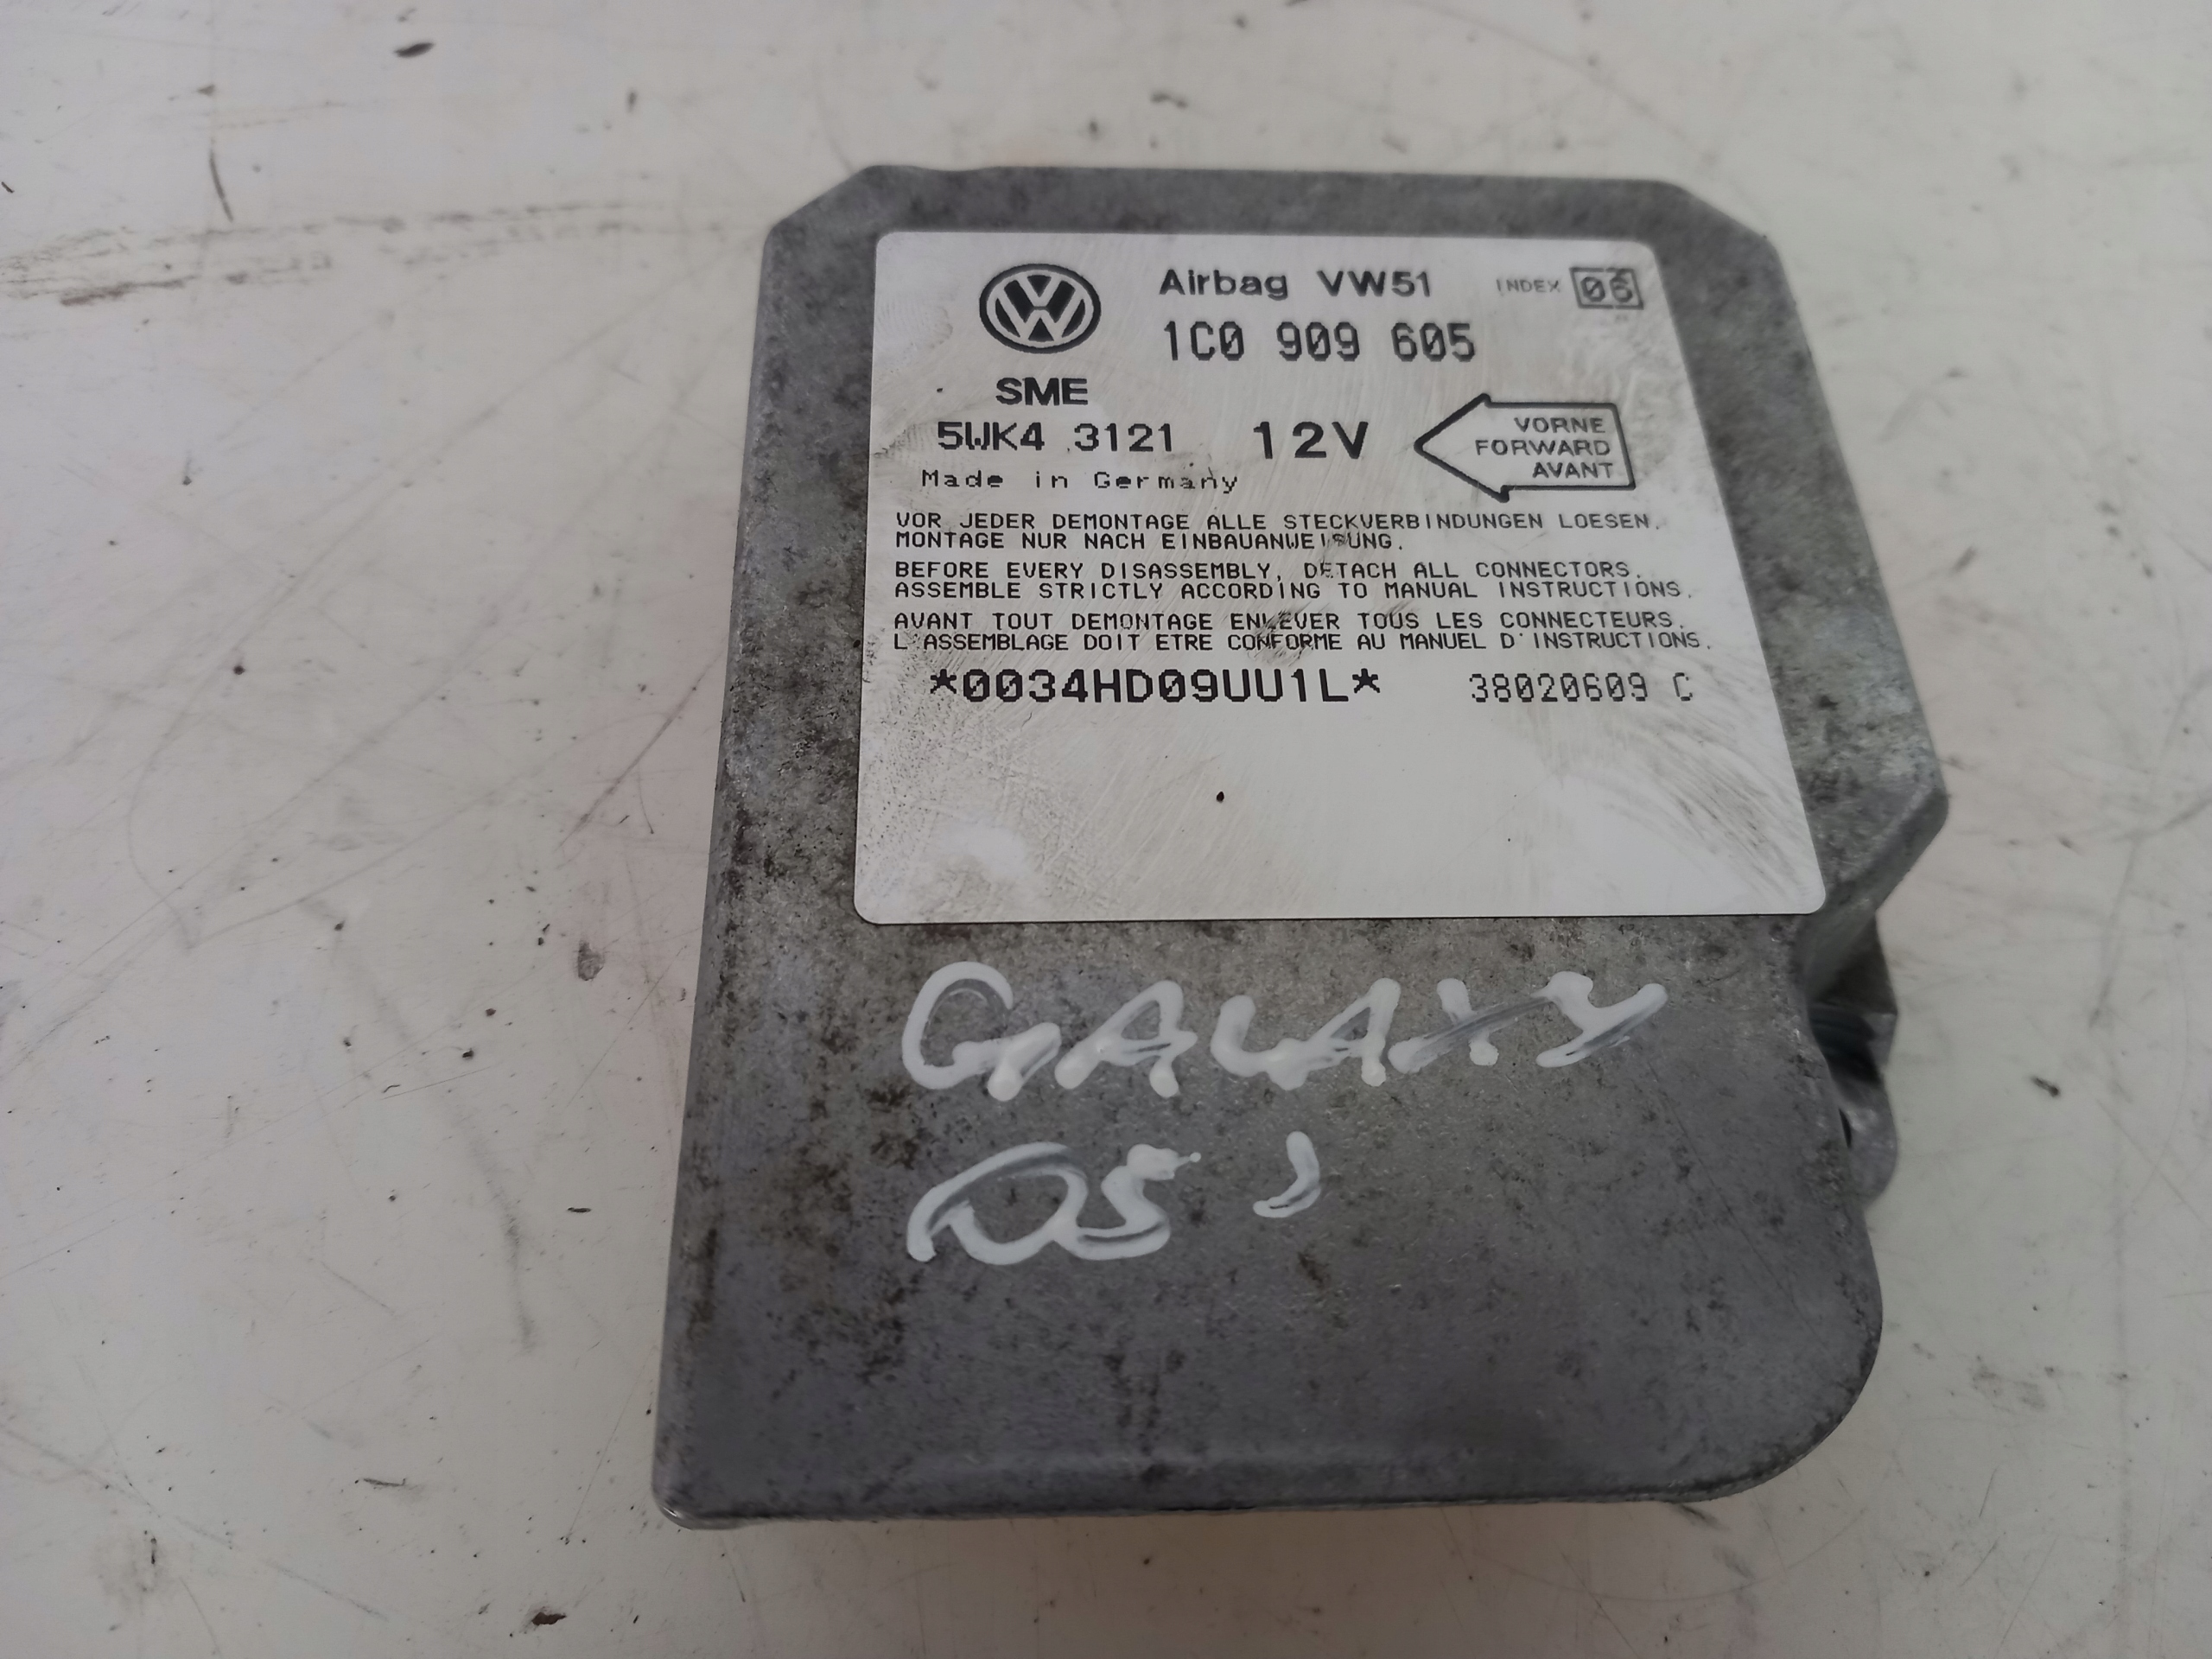 Airbag VW51 INDEX 06
1C0 909 605
SME
5WK4 3121 12V
VORNE
FORWARD
AVANT
Made in Germany
VOR JEDER DEMONTAGE ALLE STECKVERBINDUNGEN LOESEN.
MONTAGE NUR NACH EINBAUANWEISUNG.
BEFORE EVERY DISASSEMBLY, DETACH ALL CONNECTORS.
ASSEMBLE STRICTLY ACCORDING TO MANUAL INSTRUCTIONS.
AVANT TOUT DEMONTAGE ENLEVER TOUS LES CONNECTEURS.
L'ASSEMBLAGE DOIT ETRE CONFORME AU MANUEL D'INSTRUCTIONS.
*0034HD09UU1L* 38020609 C
GALAXY
05'